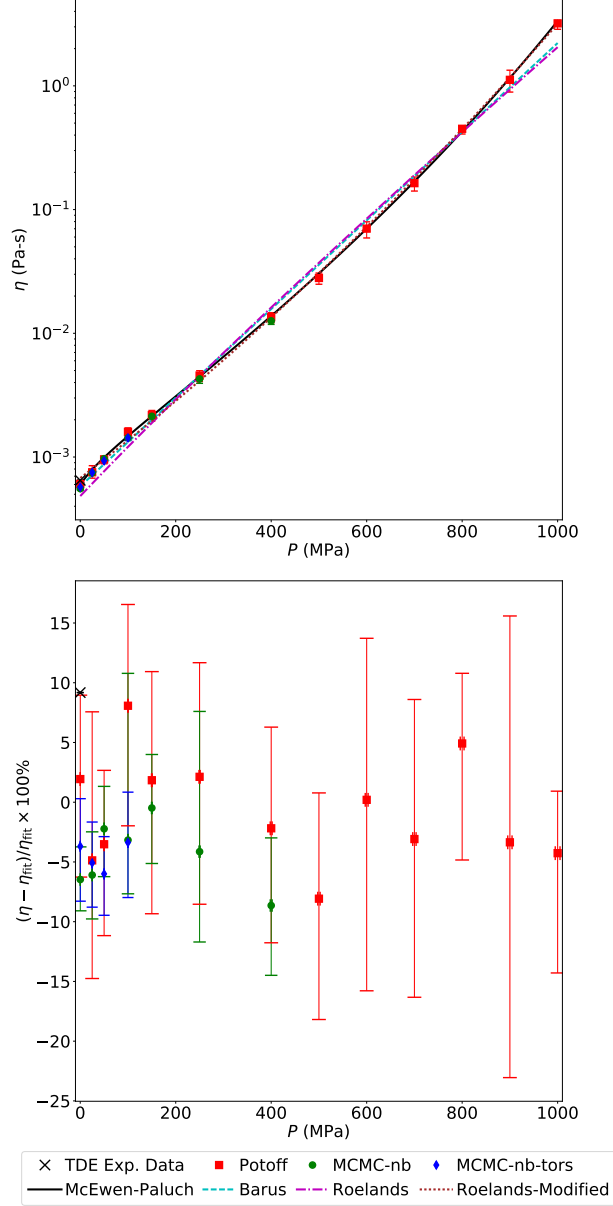 10⁰
10⁻¹
10⁻²
10⁻³
η (Pa-s)
0 200 400 600 800 1000
P (MPa)
15
10
5
0
−5
−10
−15
−20
−25
(η − η_fit)/η_fit × 100%
0 200 400 600 800 1000
P (MPa)
TDE Exp. Data Potoff MCMC-nb MCMC-nb-tors
McEwen-Paluch Barus Roelands Roelands-Modified